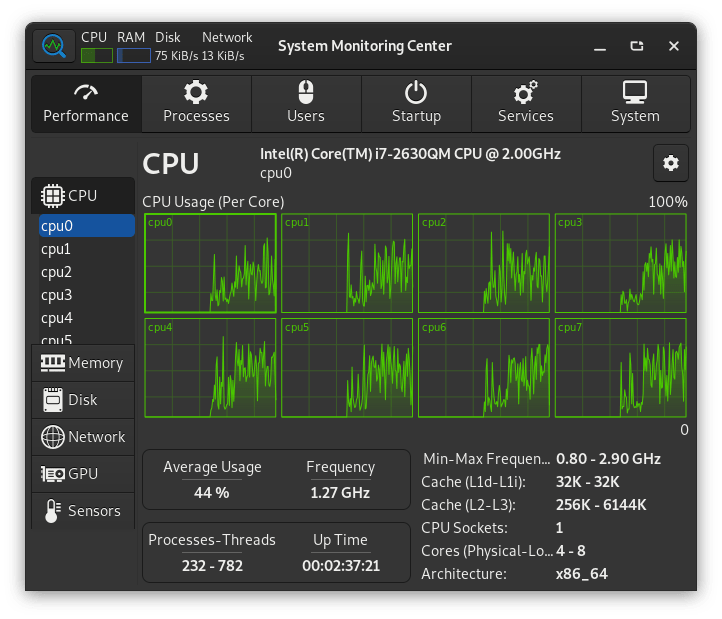 CPU RAM Disk Network
75 KiB/s 13 KiB/s
System Monitoring Center
Performance Processes Users Startup Services System
CPU
cpu0
cpu1
cpu2
cpu3
cpu4
cpu5
Memory
Disk
Network
GPU
Sensors
CPU
Intel(R) Core(TM) i7-2630QM CPU @ 2.00GHz
cpu0
CPU Usage (Per Core) 100%
cpu0 cpu1 cpu2 cpu3
cpu4 cpu5 cpu6 cpu7
0
Average Usage Frequency
44 % 1.27 GHz
Processes-Threads Up Time
232 - 782 00:02:37:21
Min-Max Frequen... 0.80 - 2.90 GHz
Cache (L1d-L1i): 32K - 32K
Cache (L2-L3): 256K - 6144K
CPU Sockets: 1
Cores (Physical-Lo... 4 - 8
Architecture: x86_64